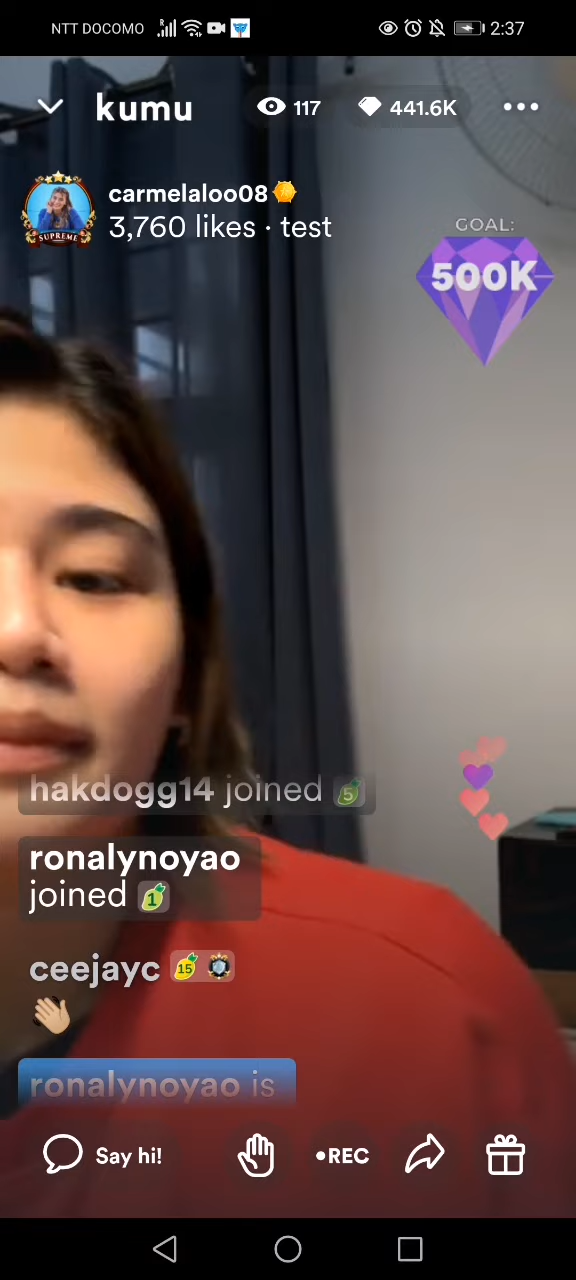 NTT DOCOMO 2:37
kumu 117 441.6K
carmelaloo08
SUPREME
3,760 likes · test
GOAL:
500K
hakdogg14 joined 5
ronalynoyao
joined 1
ceejayc 15
ronalynoyao is
Say hi! •REC